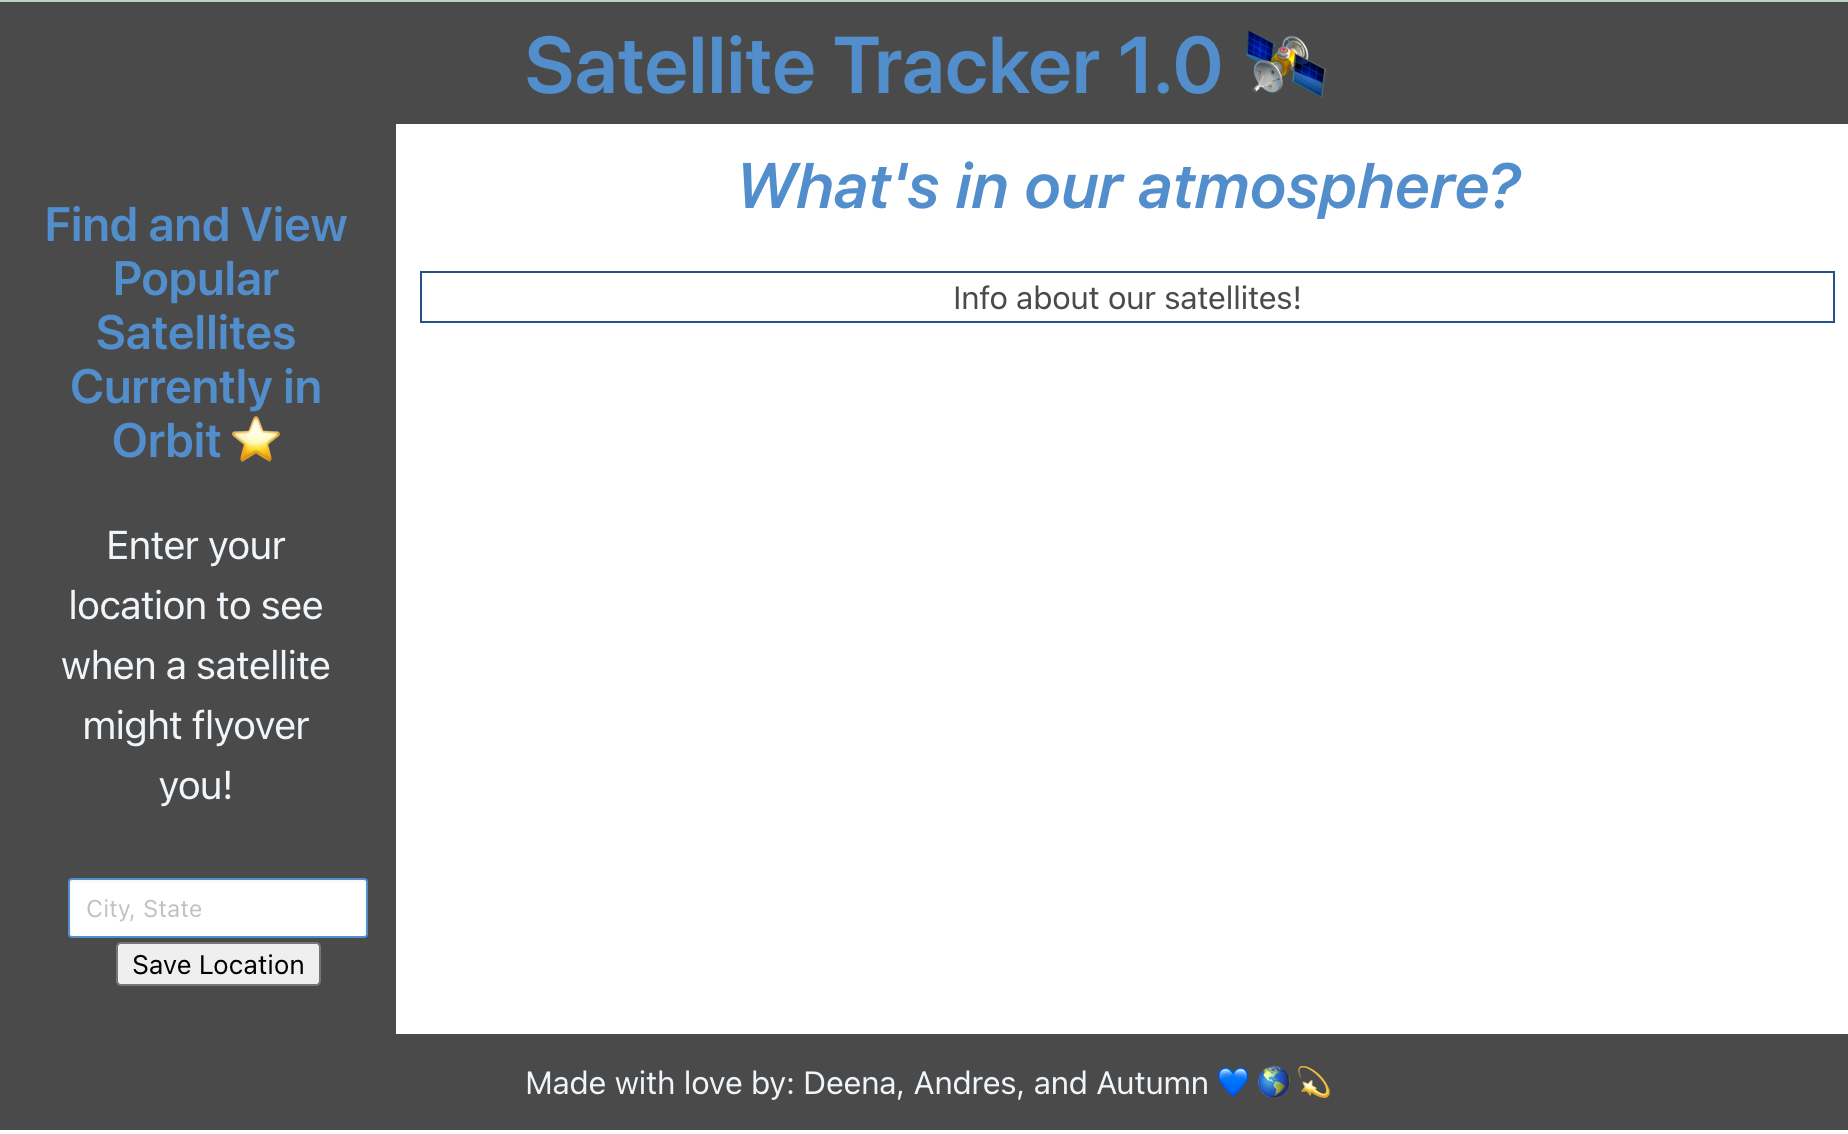 Satellite Tracker 1.0 🛰️
Find and View
Popular
Satellites
Currently in
Orbit ⭐
Enter your
location to see
when a satellite
might flyover
you!
City, State
Save Location
What's in our atmosphere?
Info about our satellites!
Made with love by: Deena, Andres, and Autumn 💙 🌎 💫